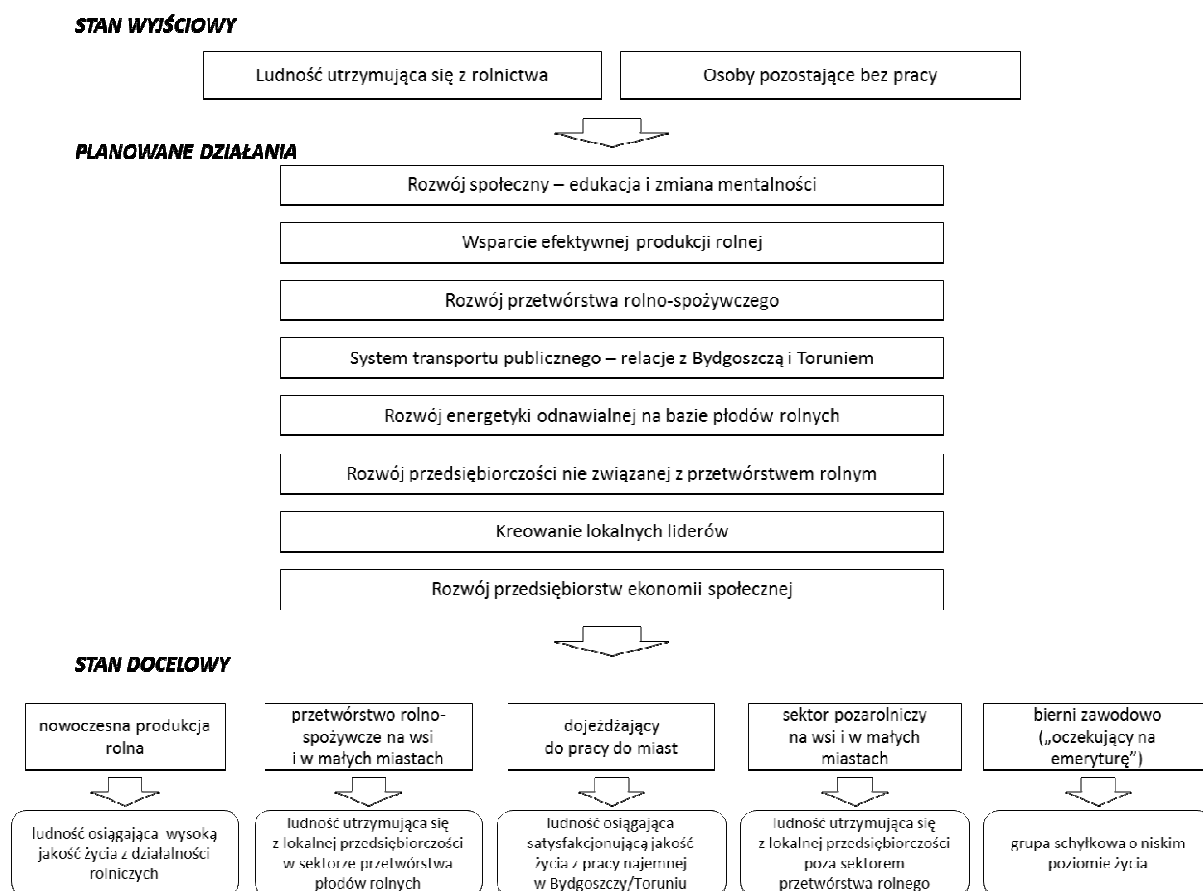 STAN WYJŚCIOWY
Ludność utrzymująca się z rolnictwa
Osoby pozostające bez pracy
PLANOWANE DZIAŁANIA
Rozwój społeczny – edukacja i zmiana mentalności
Wsparcie efektywnej produkcji rolnej
Rozwój przetwórstwa rolno-spożywczego
System transportu publicznego – relacje z Bydgoszczą i Toruniem
Rozwój energetyki odnawialnej na bazie płodów rolnych
Rozwój przedsiębiorczości nie związanej z przetwórstwem rolnym
Kreowanie lokalnych liderów
Rozwój przedsiębiorstw ekonomii społecznej
STAN DOCELOWY
nowoczesna produkcja
rolna
przetwórstwo rolno-
spożywcze na wsi
i w małych miastach
dojeżdżający
do pracy do miast
sektor pozarolniczy
na wsi i w małych
miastach
bierni zawodowo
(„oczekujący na
emeryturę”)
ludność osiągająca wysoką
jakość życia z działalności
rolniczych
ludność utrzymująca się
z lokalnej przedsiębiorczości
w sektorze przetwórstwa
płodów rolnych
ludność osiągająca
satysfakcjonującą jakość
życia z pracy najemnej
w Bydgoszczy/Toruniu
ludność utrzymująca się
z lokalnej przedsiębiorczości
poza sektorem
przetwórstwa rolnego
grupa schyłkowa o niskim
poziomie życia